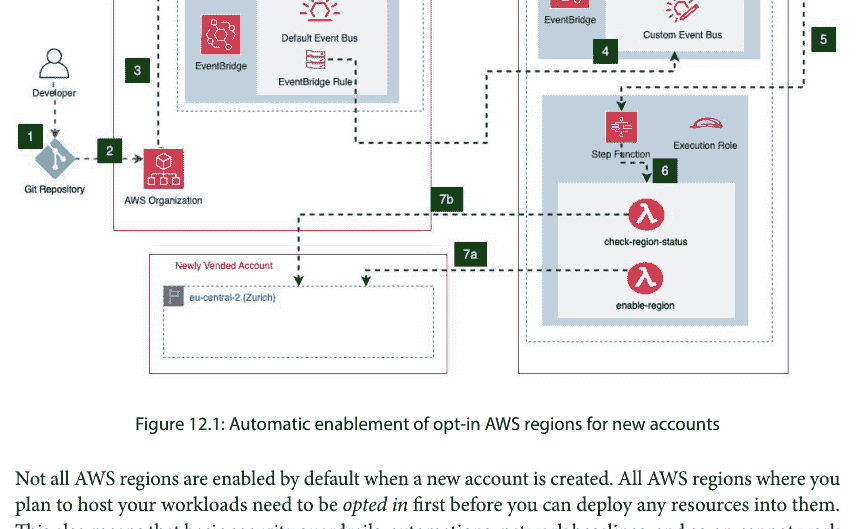 Default Event Bus
EventBridge
EventBridge Rule
EventBridge
Custom Event Bus
4
5
3
Developer
1
2
Git Repository
AWS Organization
Step Function
Execution Role
6
7b
check-region-status
7a
enable-region
Newly Vended Account
eu-central-2 (Zurich)
Figure 12.1: Automatic enablement of opt-in AWS regions for new accounts
Not all AWS regions are enabled by default when a new account is created. All AWS regions where you
plan to host your workloads need to be opted in first before you can deploy any resources into them.